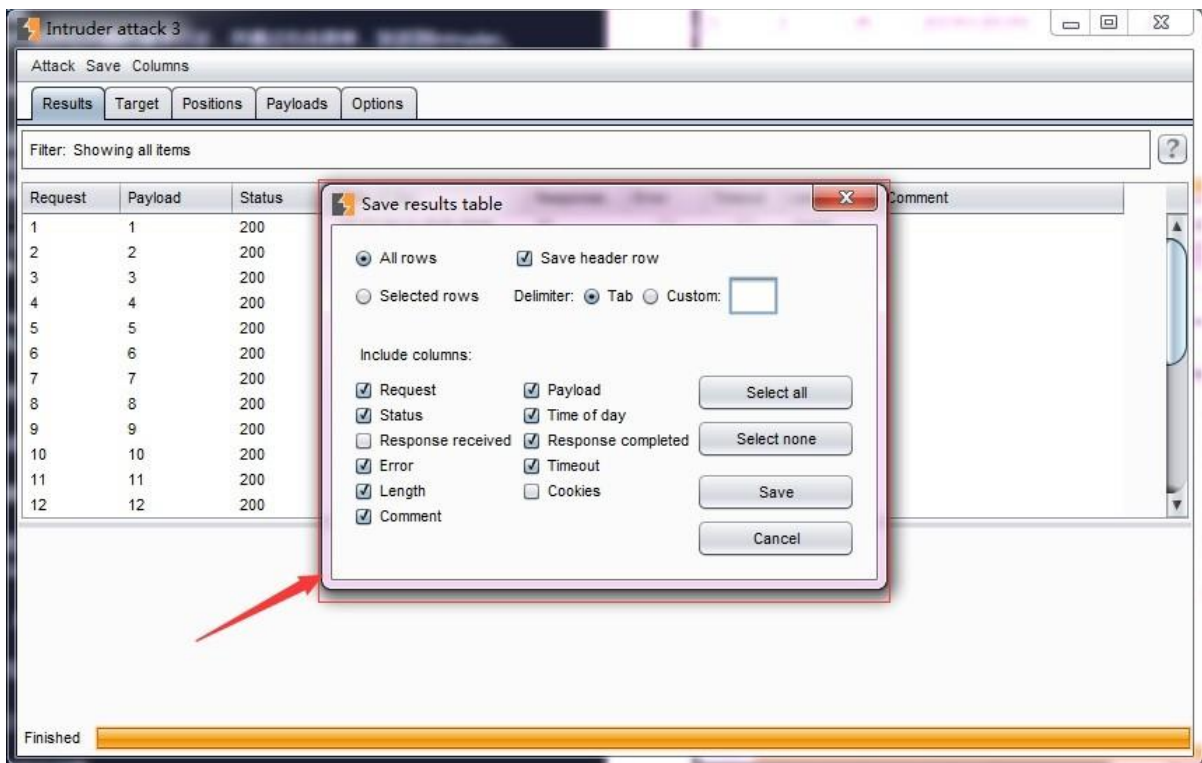 Intruder attack 3
Attack Save Columns
Results Target Positions Payloads Options
Filter: Showing all items
?
Request Payload Status Comment
1 1 200
2 2 200
3 3 200
4 4 200
5 5 200
6 6 200
7 7 200
8 8 200
9 9 200
10 10 200
11 11 200
12 12 200
Save results table
All rows Save header row
Selected rows Delimiter: Tab Custom:
Include columns:
Request Payload Select all
Status Time of day
Response received Response completed Select none
Error Timeout
Length Cookies Save
Comment
Cancel
Finished